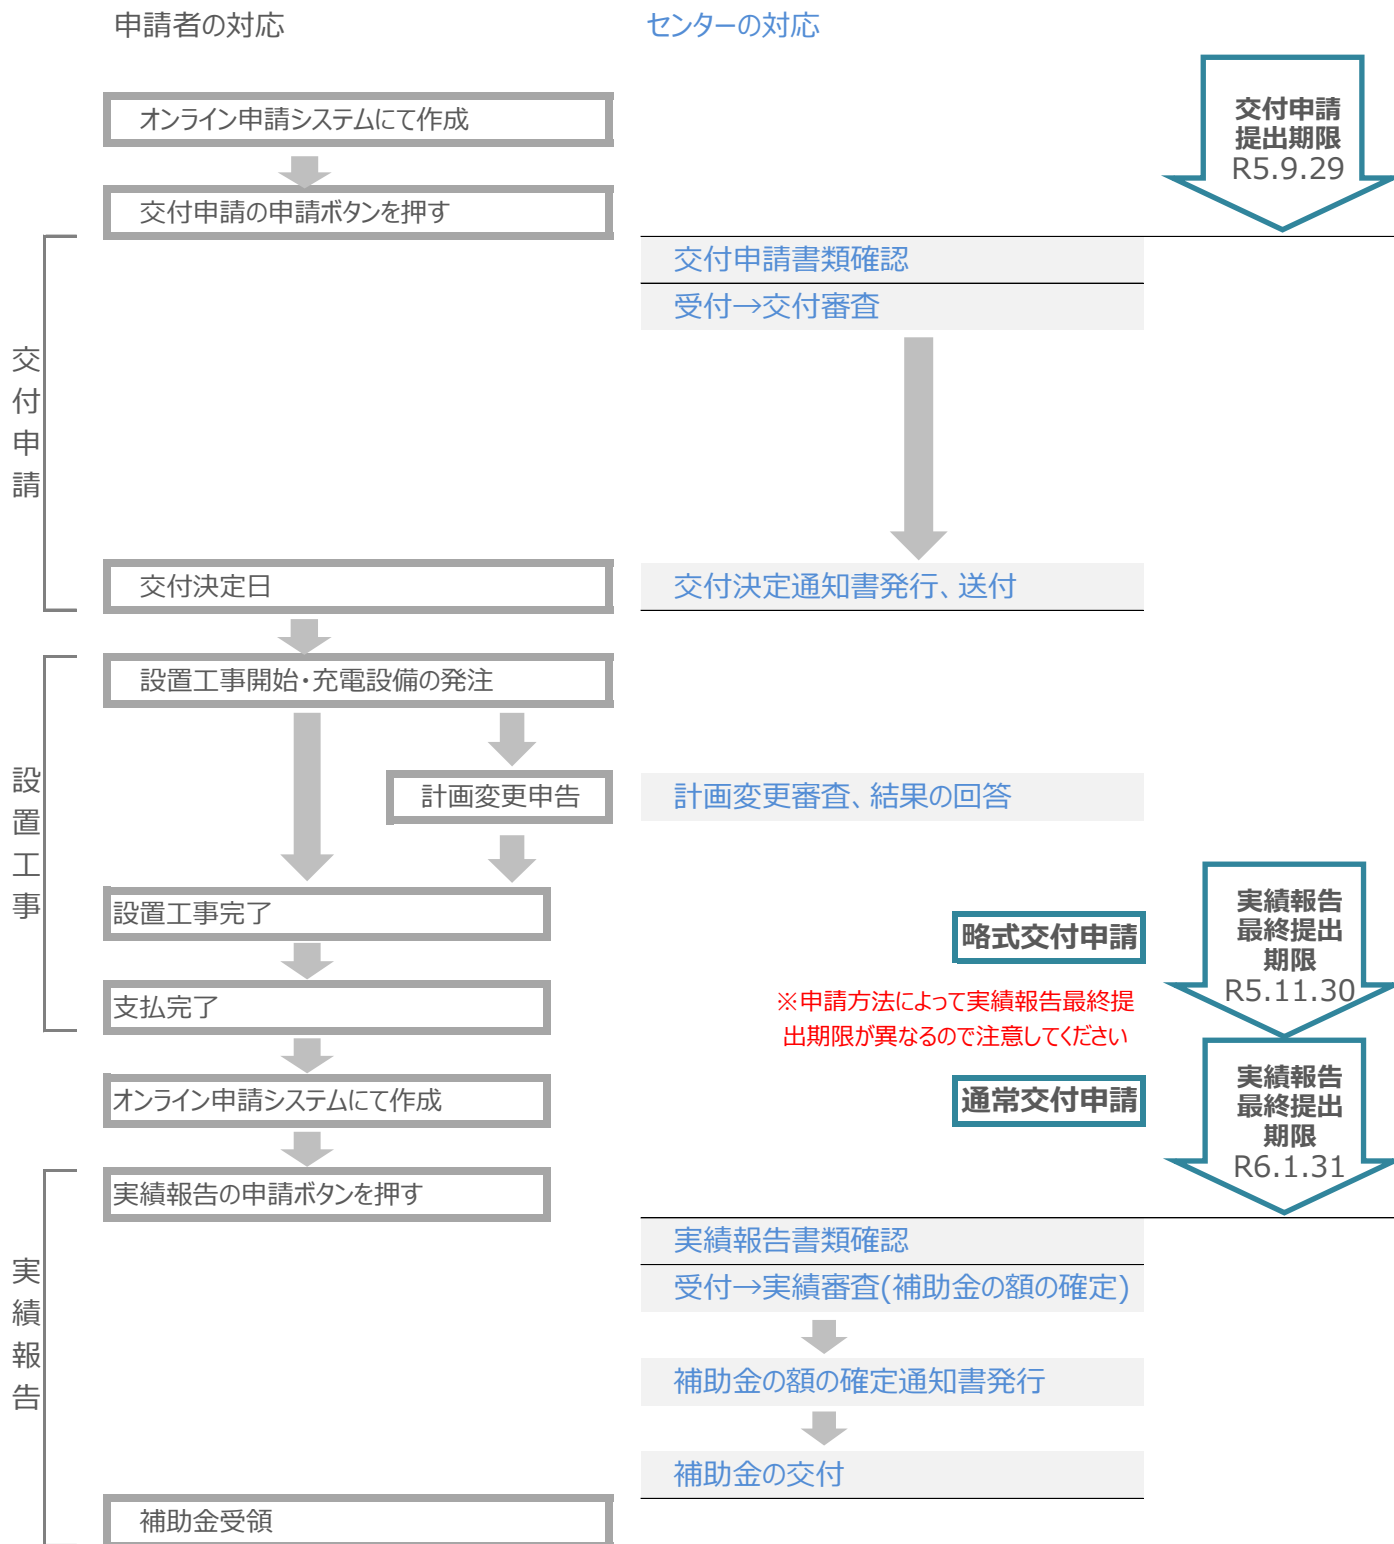 申請者の対応
センターの対応
オンライン申請システムにて作成
交付申請
提出期限
R5.9.29
交付申請の申請ボタンを押す
交付申請
交付申請書類確認
受付→交付審査
交付決定日
交付決定通知書発行、送付
設置工事
設置工事開始・充電設備の発注
計画変更申告
計画変更審査、結果の回答
設置工事完了
略式交付申請
実績報告
最終提出
期限
R5.11.30
支払完了
※申請方法によって実績報告最終提
出期限が異なるので注意してください
オンライン申請システムにて作成
通常交付申請
実績報告
最終提出
期限
R6.1.31
実績報告
実績報告の申請ボタンを押す
実績報告書類確認
受付→実績審査(補助金の額の確定)
補助金の額の確定通知書発行
補助金の交付
補助金受領